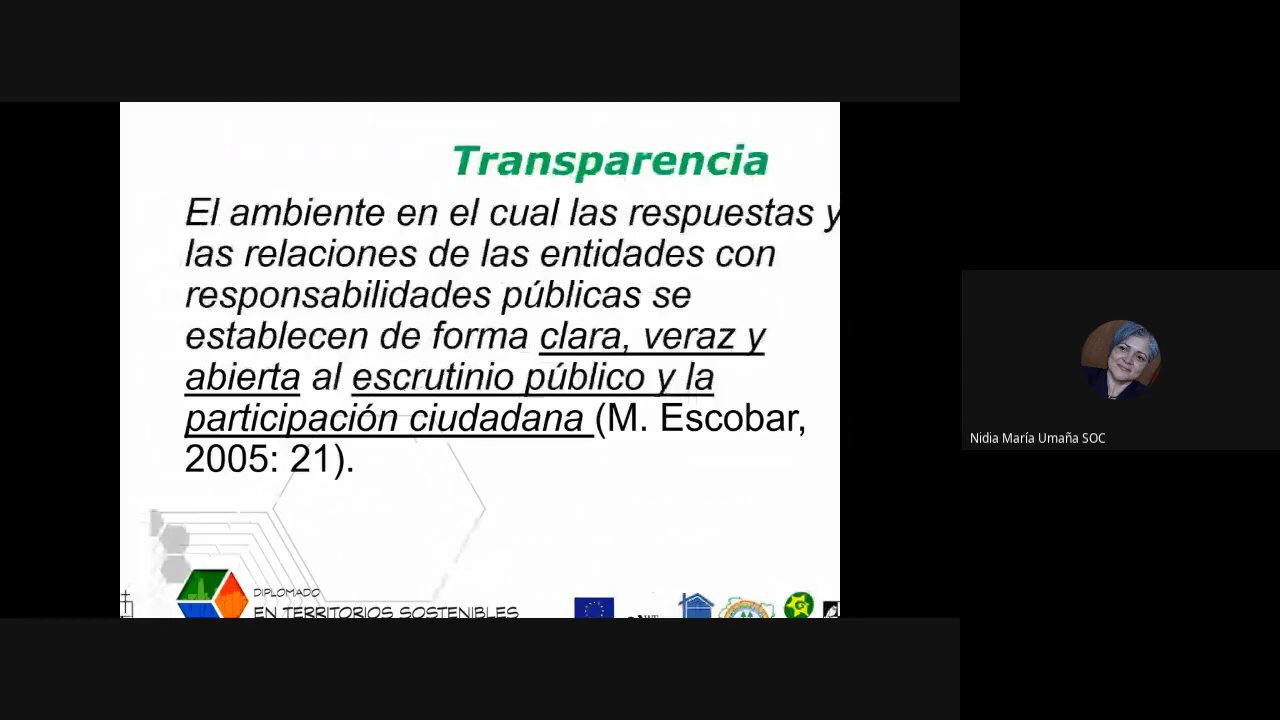 Transparencia
El ambiente en el cual las respuestas y
las relaciones de las entidades con
responsabilidades públicas se
establecen de forma clara, veraz y
abierta al escrutinio público y la
participación ciudadana (M. Escobar,
2005: 21).
DIPLOMADO
EN TERRITORIOS SOSTENIBLES
Nidia María Umaña SOC